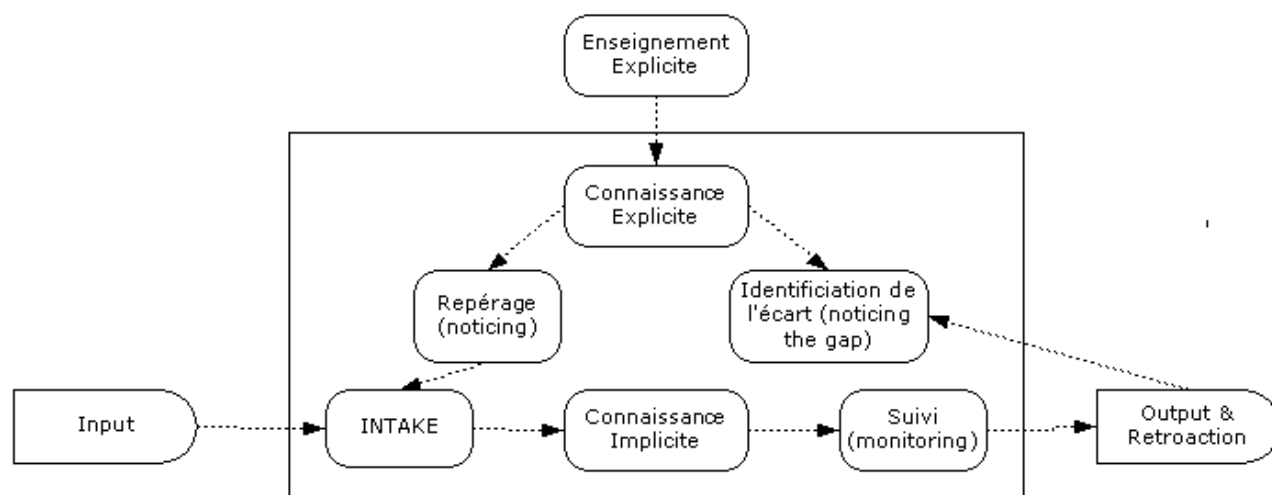 Enseignement
Explicite
Connaissance
Explicite
Repérage
(noticing)
Identificiation de
l'écart (noticing
the gap)
Input
INTAKE
Connaissance
Implicite
Suivi
(monitoring)
Output &
Retroaction